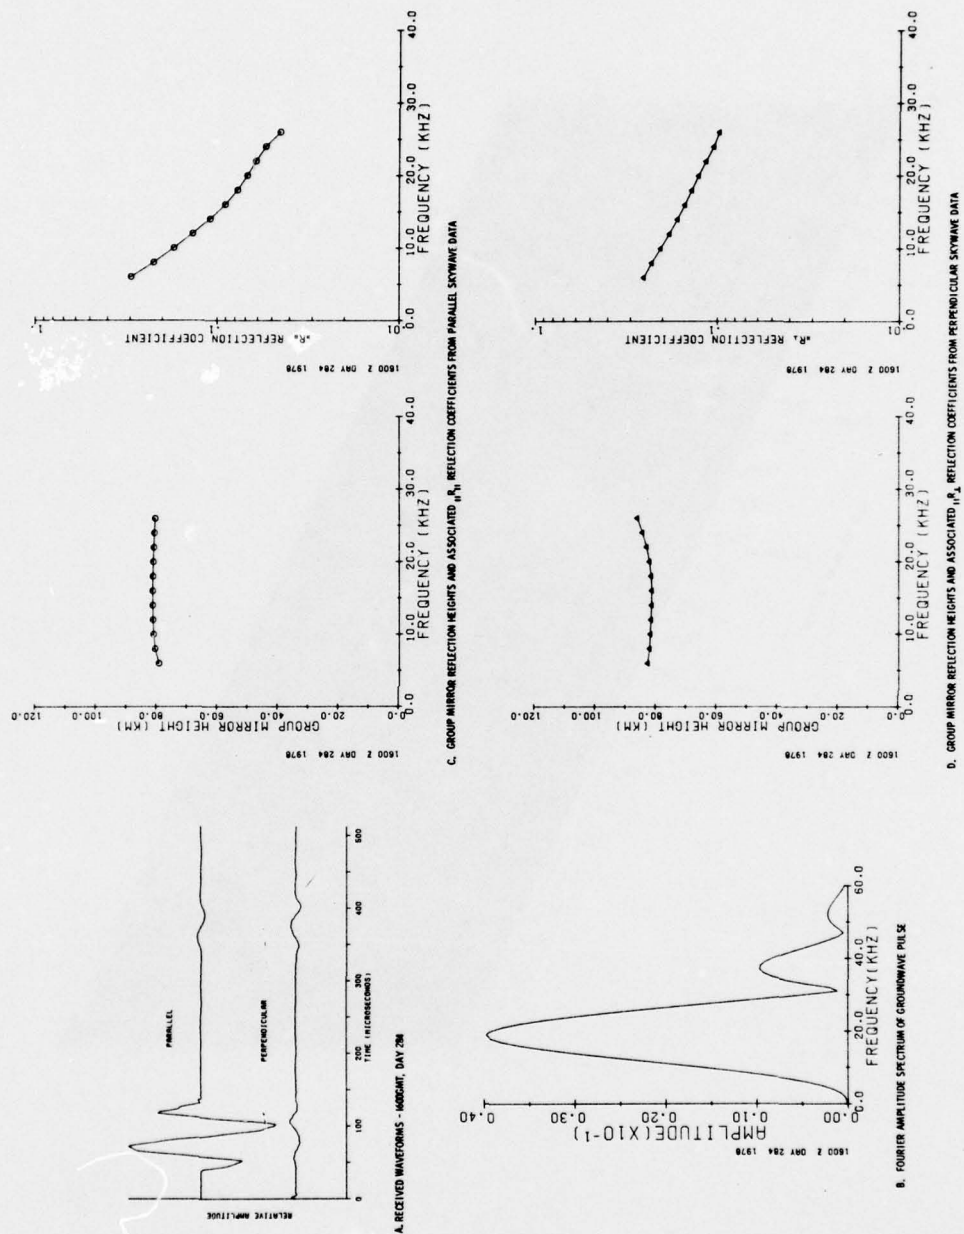 RELATIVE AMPLITUDE
PARALLEL
PERPENDICULAR
0 100 200 300 400 500
TIME (MICROSECONDS)
A. RECEIVED WAVEFORMS - 1600GMT, DAY 284
1600 Z DAY 284 1978
AMPLITUDE(X10-1)
0.40
0.30
0.20
0.10
0.00
0.0 20.0 40.0 60.0
FREQUENCY(KHZ)
B. FOURIER AMPLITUDE SPECTRUM OF GROUNDWAVE PULSE
1600 Z DAY 284 1978
GROUP MIRROR HEIGHT (KM)
120.0
100.0
80.0
60.0
40.0
20.0
0.0
0.0 10.0 20.0 30.0 40.0
FREQUENCY (KHZ)
1600 Z DAY 284 1978
REFLECTION COEFFICIENT
0.0 10.0 20.0 30.0 40.0
FREQUENCY (KHZ)
C. GROUP MIRROR REFLECTION HEIGHTS AND ASSOCIATED ||R|| REFLECTION COEFFICIENTS FROM PARALLEL SKYWAVE DATA
1600 Z DAY 284 1978
GROUP MIRROR HEIGHT (KM)
100.0
80.0
60.0
40.0
20.0
0.0
0.0 10.0 20.0 30.0 40.0
FREQUENCY (KHZ)
1600 Z DAY 284 1978
R⊥ REFLECTION COEFFICIENT
0.0 10.0 20.0 30.0 40.0
FREQUENCY (KHZ)
D. GROUP MIRROR REFLECTION HEIGHTS AND ASSOCIATED ||R⊥ REFLECTION COEFFICIENTS FROM PERPENDICULAR SKYWAVE DATA